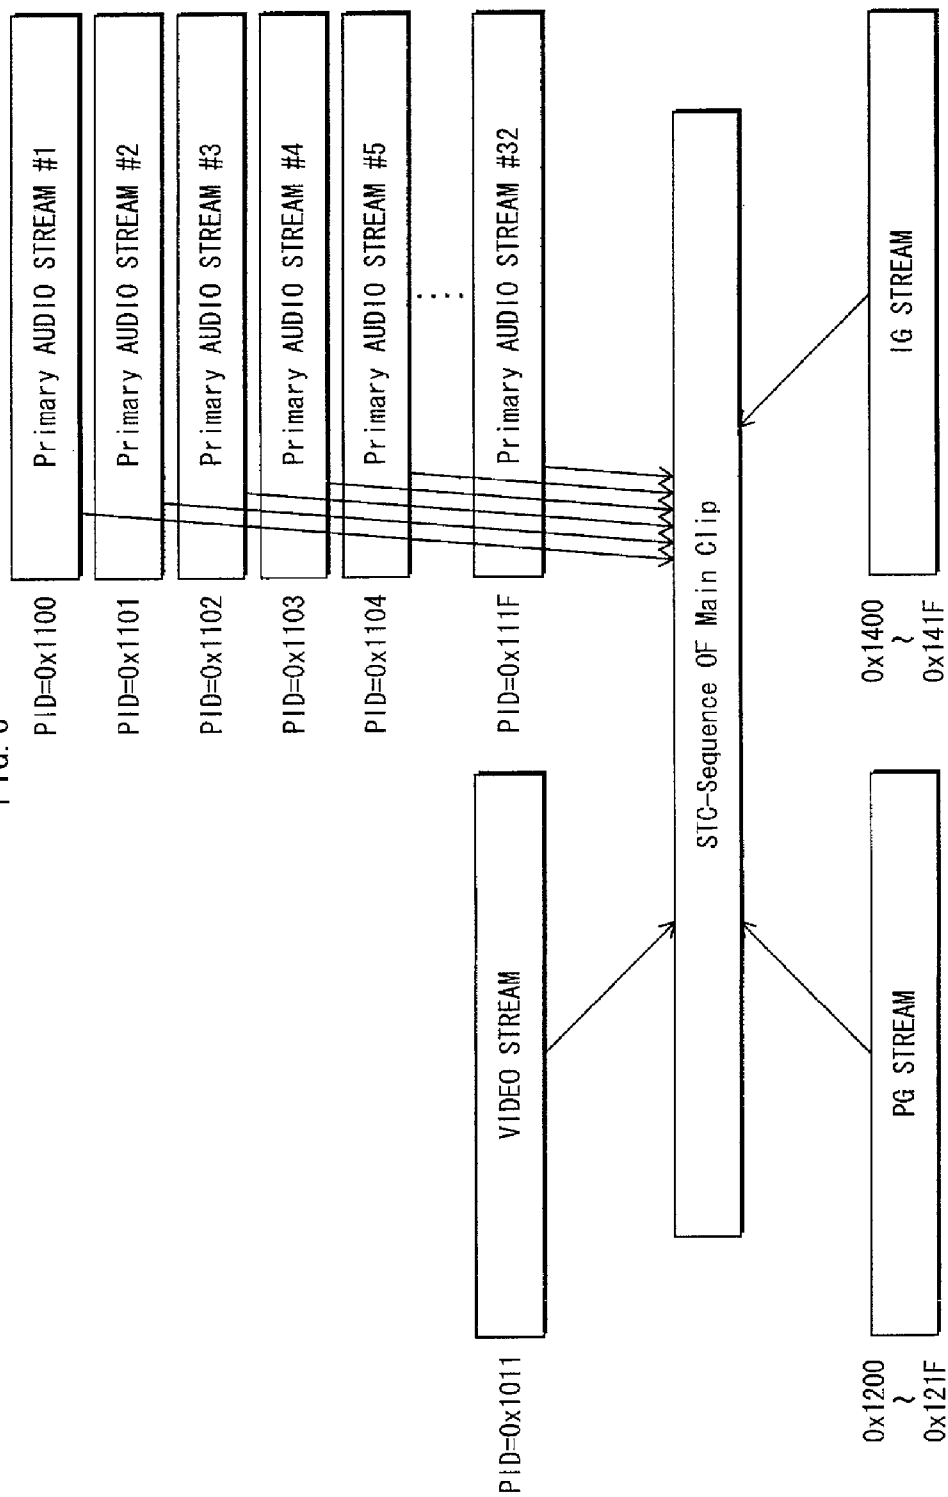 PID=0x1100
Primary AUDIO STREAM #1
PID=0x1101
Primary AUDIO STREAM #2
PID=0x1102
Primary AUDIO STREAM #3
PID=0x1103
Primary AUDIO STREAM #4
PID=0x1104
Primary AUDIO STREAM #5
....
PID=0x1011
VIDEO STREAM
PID=0x111F
Primary AUDIO STREAM #32
STC-Sequence OF Main Clip
0x1200
~
0x121F
PG STREAM
0x1400
~
0x141F
IG STREAM